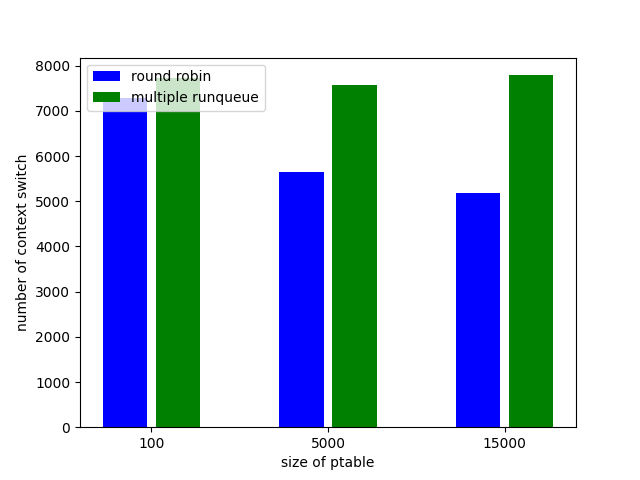 round robin
multiple runqueue
8000
7000
6000
5000
4000
3000
2000
1000
0
number of context switch
100 5000 15000
size of ptable